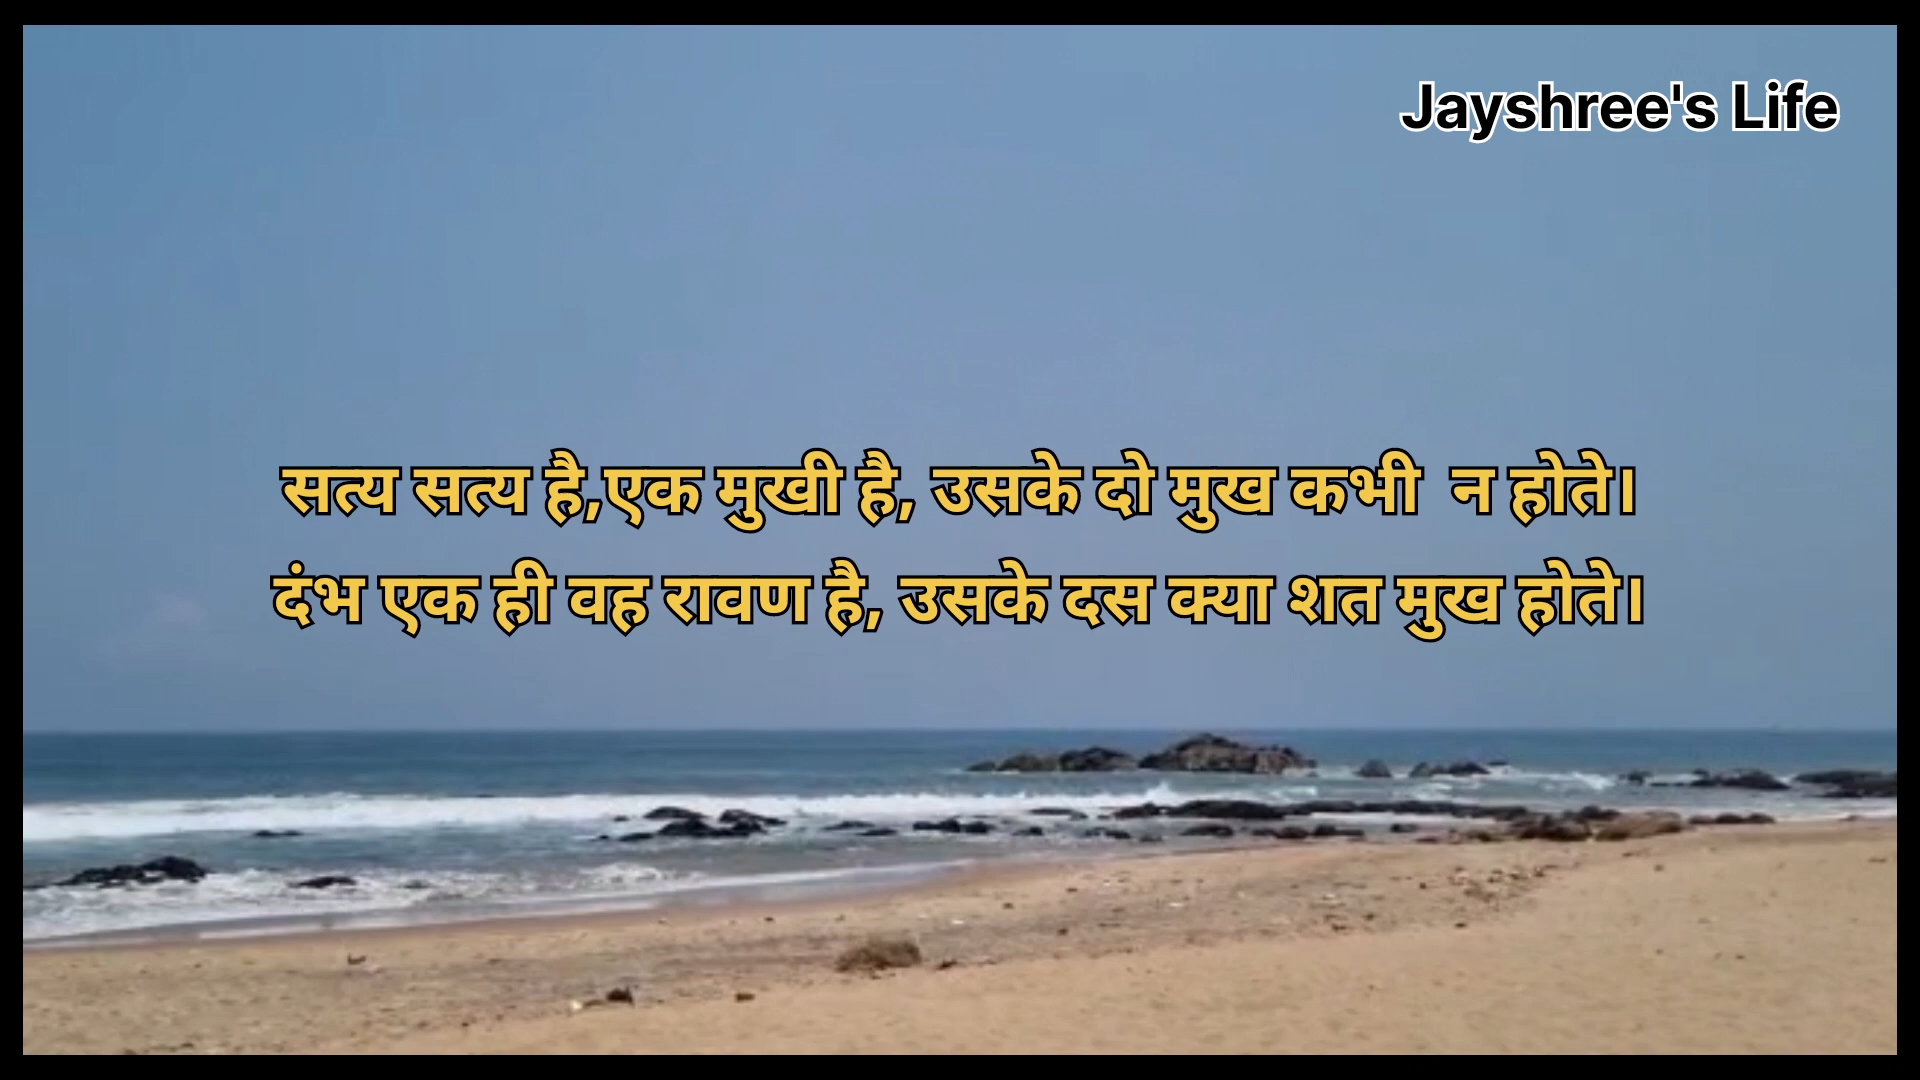 Jayshree's Life
सत्य सत्य है,एक मुखी है, उसके दो मुख कभी  न होते।
दंभ एक ही वह रावण है, उसके दस क्या शत मुख होते।